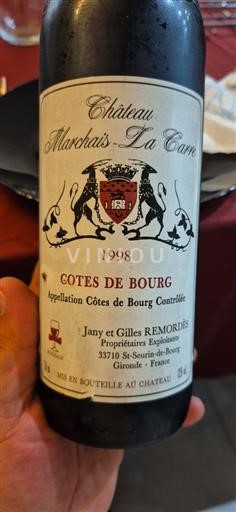 Château
Marchais-La Carre
VINIOU
1998
COTES DE BOURG
Appellation Côtes de Bourg Contrôlée
Jany et Gilles REMORDÈS
Propriétaires Exploitants
33710 St-Seurin-de-Bourg
Gironde - France
MIS EN BOUTEILLE AU CHATEAU